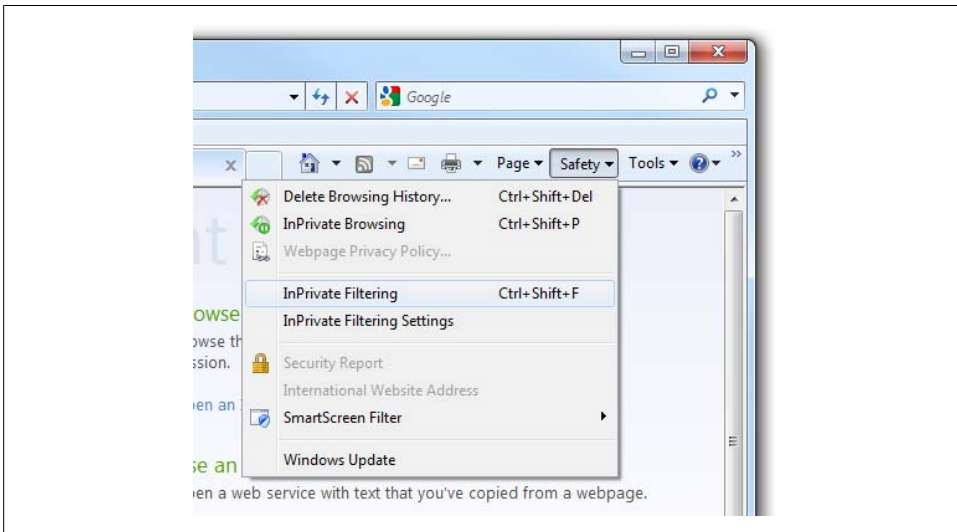 Google
Page Safety Tools
Delete Browsing History... Ctrl+Shift+Del
InPrivate Browsing Ctrl+Shift+P
Webpage Privacy Policy...
InPrivate Filtering Ctrl+Shift+F
InPrivate Filtering Settings
Security Report
International Website Address
SmartScreen Filter
Windows Update
nt
owse
owse th
ssion.
en an
se an
en a web service with text that you've copied from a webpage.